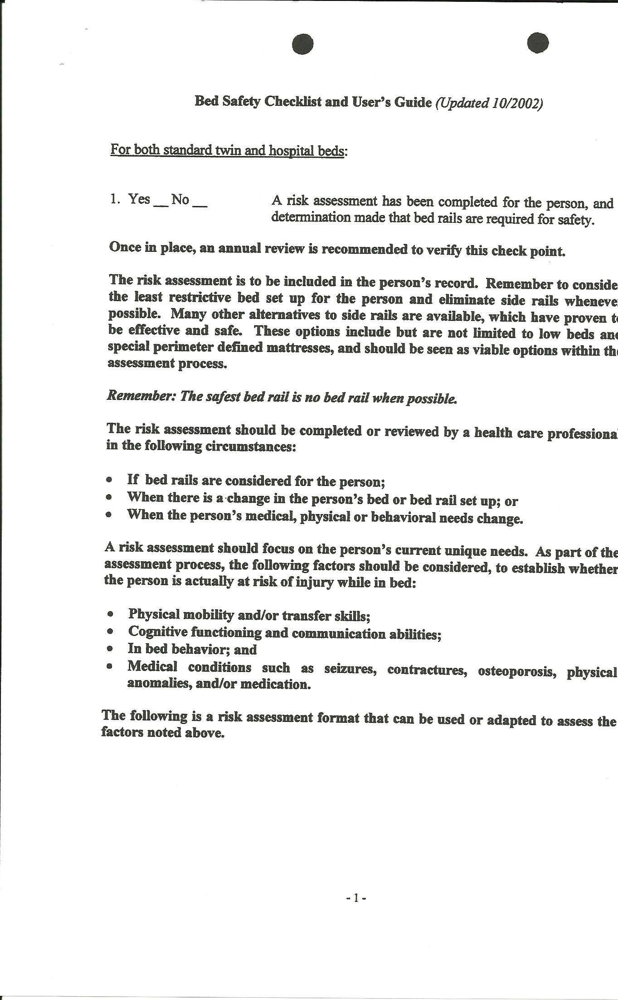 Bed Safety Checklist and User's Guide (Updated 10/2002)
For both standard twin and hospital beds:
1. Yes __ No __ A risk assessment has been completed for the person, and
determination made that bed rails are required for safety.
Once in place, an annual review is recommended to verify this check point.
The risk assessment is to be included in the person's record. Remember to conside
the least restrictive bed set up for the person and eliminate side rails wheneve
possible. Many other alternatives to side rails are available, which have proven t
be effective and safe. These options include but are not limited to low beds an
special perimeter defined mattresses, and should be seen as viable options within th
assessment process.
Remember: The safest bed rail is no bed rail when possible.
The risk assessment should be completed or reviewed by a health care professiona
in the following circumstances:
• If bed rails are considered for the person;
• When there is a change in the person's bed or bed rail set up; or
• When the person's medical, physical or behavioral needs change.
A risk assessment should focus on the person's current unique needs. As part of the
assessment process, the following factors should be considered, to establish whether
the person is actually at risk of injury while in bed:
• Physical mobility and/or transfer skills;
• Cognitive functioning and communication abilities;
• In bed behavior; and
• Medical conditions such as seizures, contractures, osteoporosis, physical
anomalies, and/or medication.
The following is a risk assessment format that can be used or adapted to assess the
factors noted above.
- 1 -